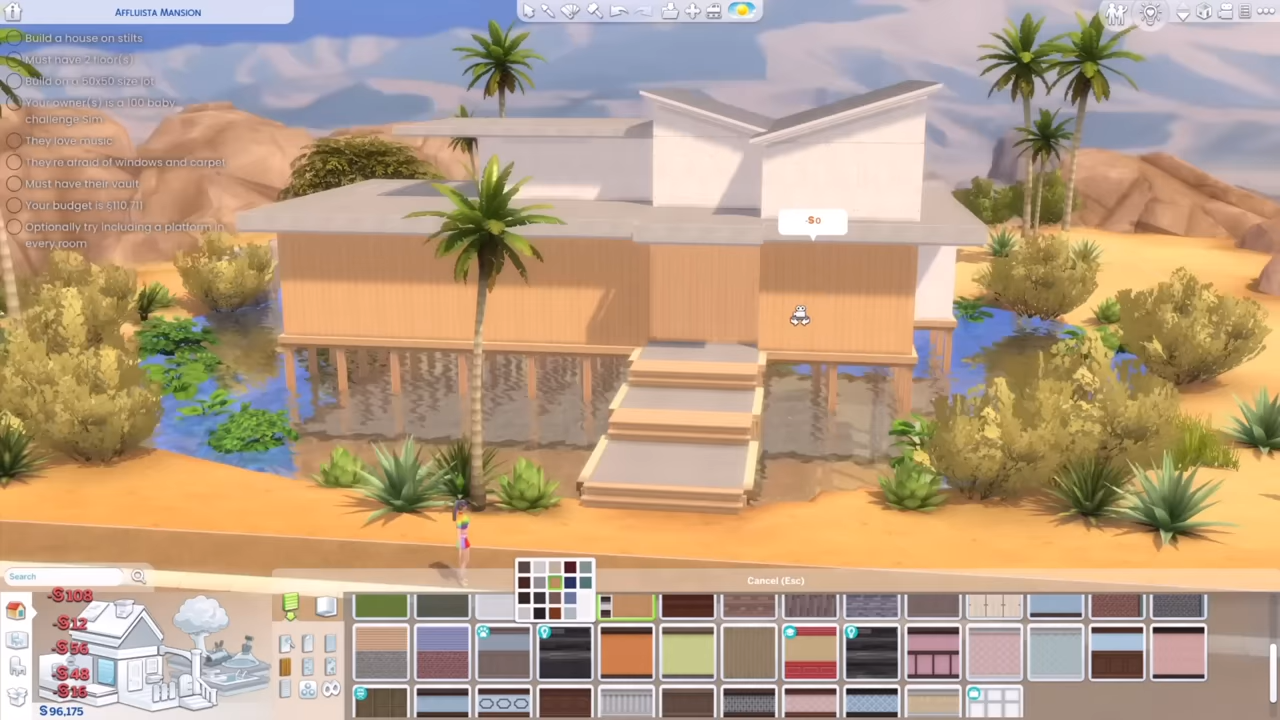 Affluista Mansion
Build a house on stilts
Must have 2 floor(s)
Build on a 50x50 size lot
Your owner(s) is a 100 baby
challenge Sim
They love music
They're afraid of windows and carpet
Must have their vault
Your budget is §110,711
Optionally try including a platform in
every room
-§0
Search
Cancel (Esc)
-§108
-§12
-§56
-§48
-§16
§96,175